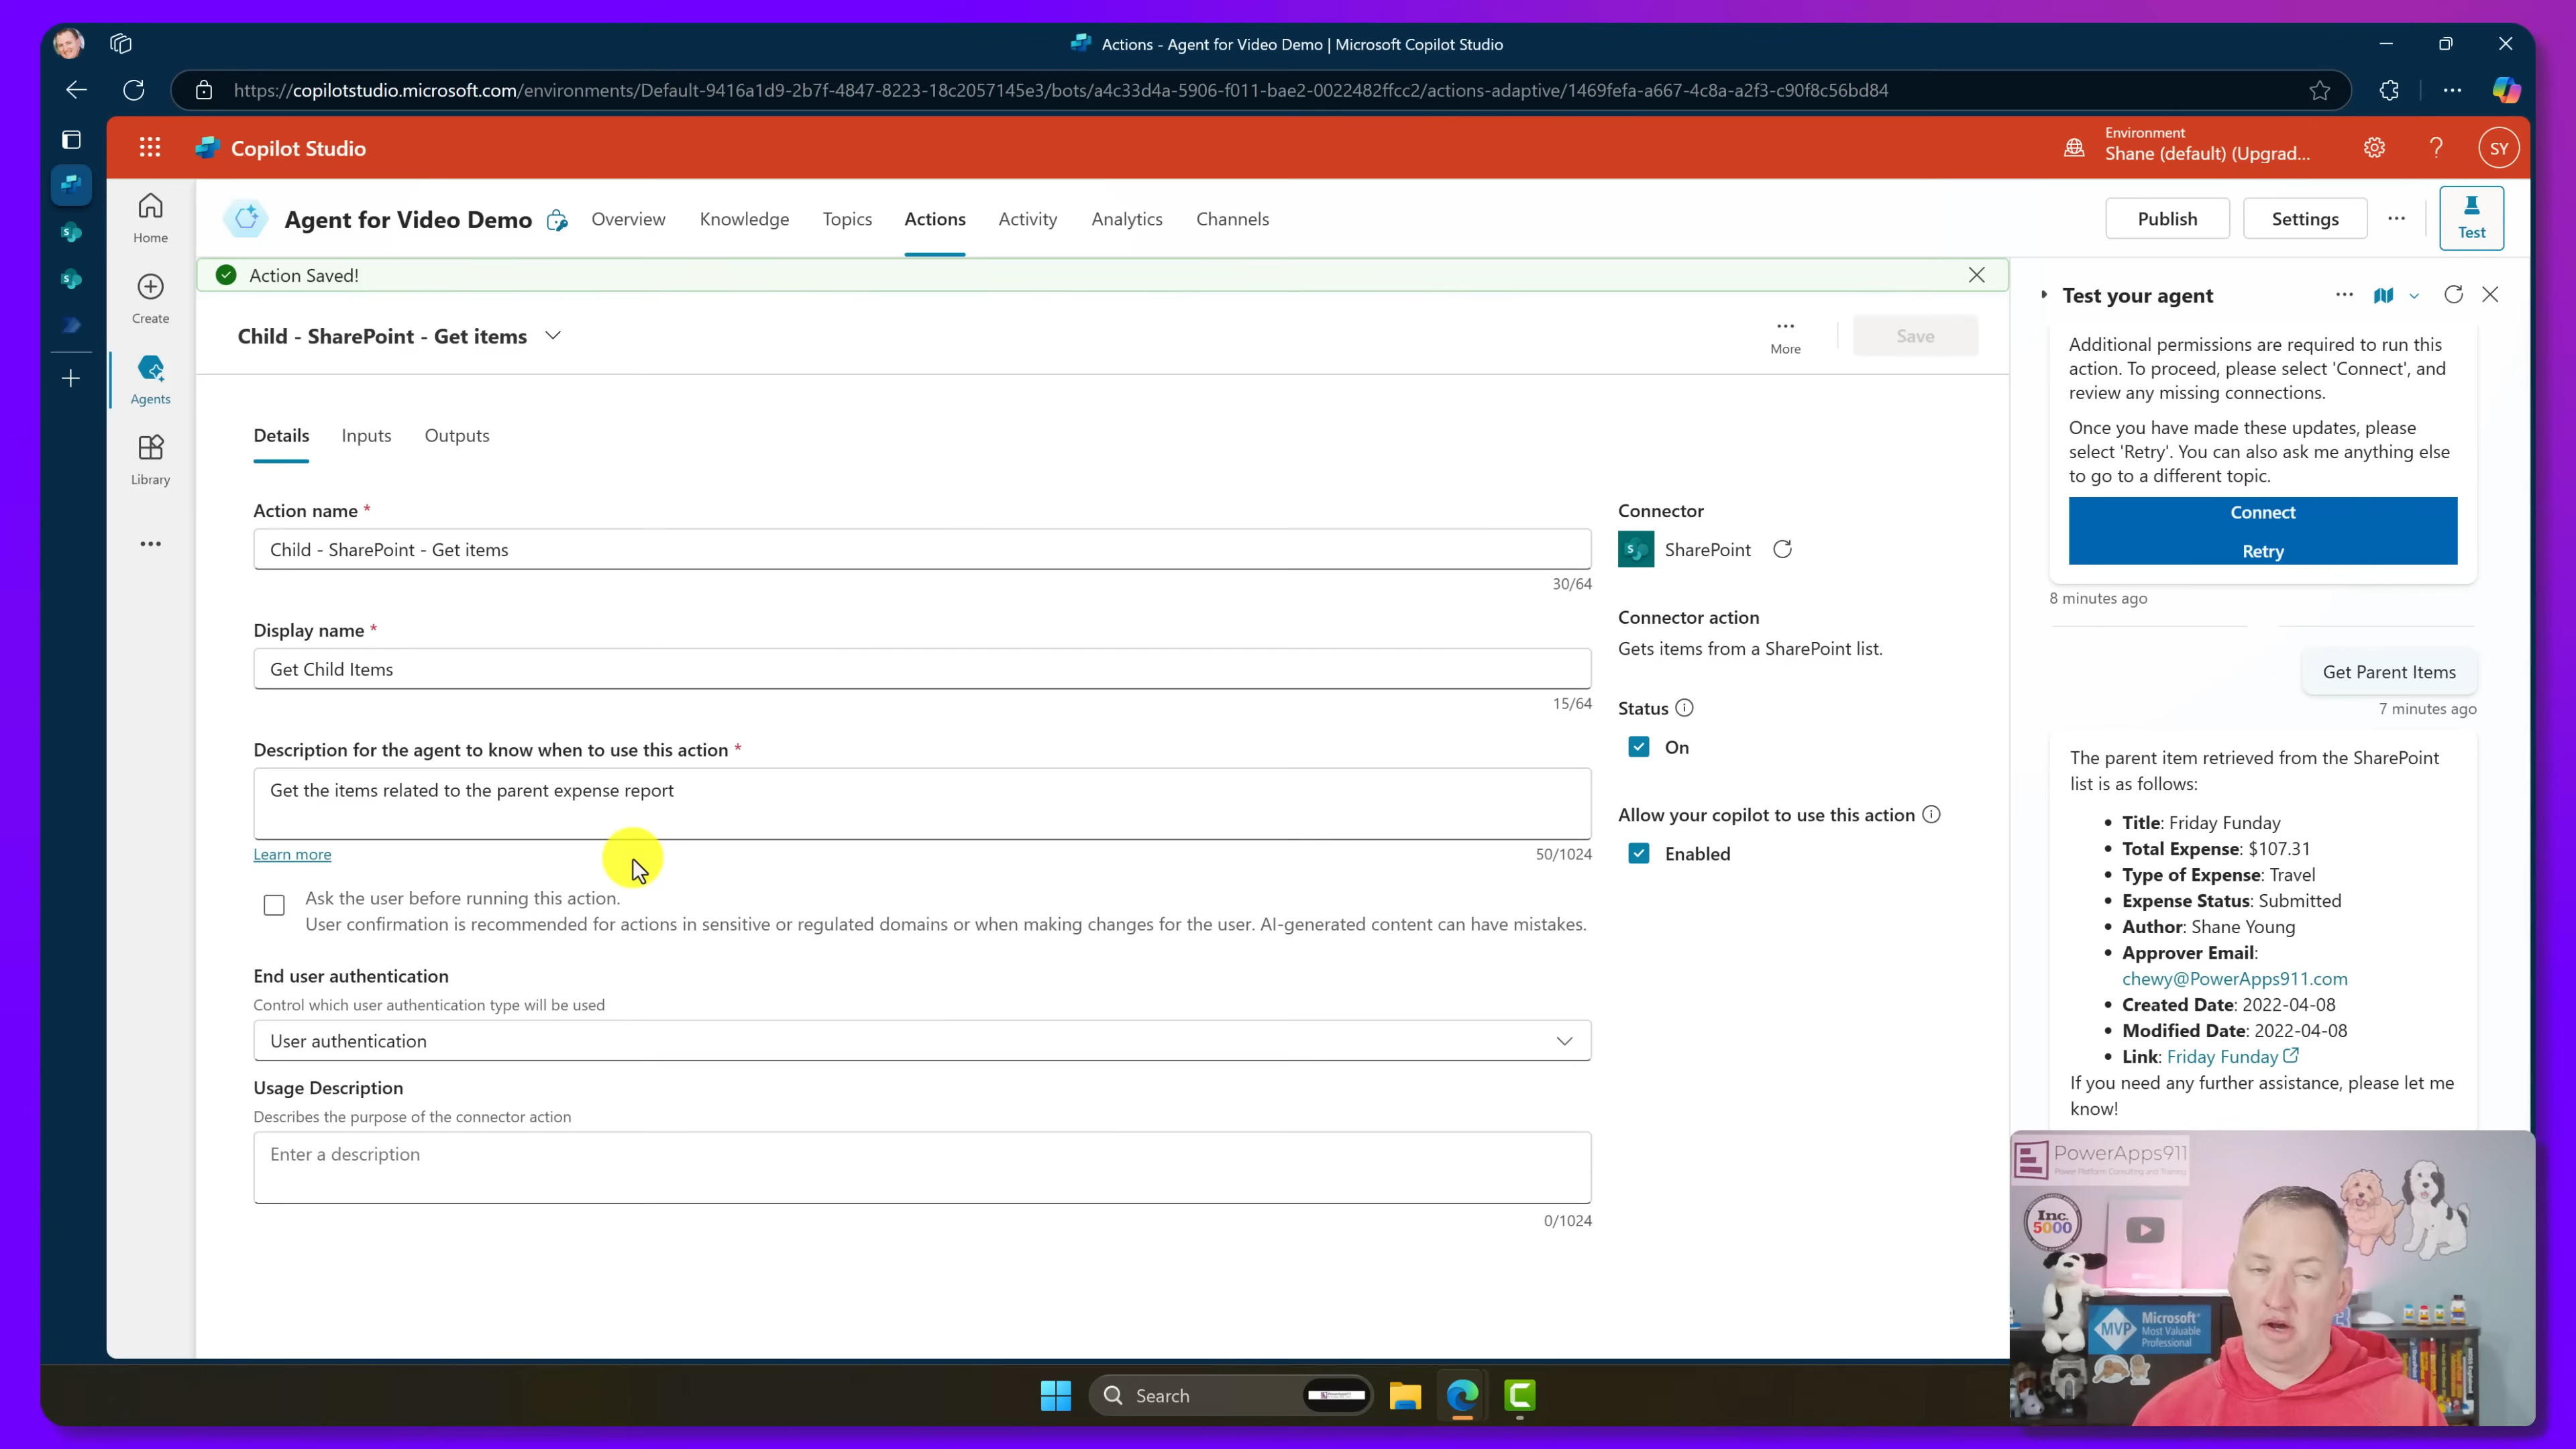 Actions - Agent for Video Demo | Microsoft Copilot Studio
https://copilotstudio.microsoft.com/environments/Default-9416a1d9-2b7f-4847-8223-18c2057145e3/bots/a4c33d4a-5906-f011-bae2-0022482ffcc2/actions-adaptive/1469fefa-a667-4c8a-a2f3-c90f8c56bd84
Copilot Studio
Environment
Shane (default) (Upgrad...
SY
Home
Create
Agents
Library
Agent for Video Demo
Overview
Knowledge
Topics
Actions
Activity
Analytics
Channels
Publish
Settings
Test
Action Saved!
Child - SharePoint - Get items
More
Save
Details
Inputs
Outputs
Action name *
Child - SharePoint - Get items
30/64
Display name *
Get Child Items
15/64
Description for the agent to know when to use this action *
Get the items related to the parent expense report
Learn more
50/1024
Ask the user before running this action.
User confirmation is recommended for actions in sensitive or regulated domains or when making changes for the user. AI-generated content can have mistakes.
End user authentication
Control which user authentication type will be used
User authentication
Usage Description
Describes the purpose of the connector action
Enter a description
0/1024
Connector
SharePoint
Connector action
Gets items from a SharePoint list.
Status
On
Allow your copilot to use this action
Enabled
Test your agent
Additional permissions are required to run this
action. To proceed, please select 'Connect', and
review any missing connections.
Once you have made these updates, please
select 'Retry'. You can also ask me anything else
to go to a different topic.
Connect
Retry
8 minutes ago
Get Parent Items
7 minutes ago
The parent item retrieved from the SharePoint
list is as follows:
• Title: Friday Funday
• Total Expense: $107.31
• Type of Expense: Travel
• Expense Status: Submitted
• Author: Shane Young
• Approver Email:
chewy@PowerApps911.com
• Created Date: 2022-04-08
• Modified Date: 2022-04-08
• Link: Friday Funday
If you need any further assistance, please let me
know!
PowerApps911
Power Platform Consulting and Training
Inc.
5000
MVP
Microsoft
Most Valuable
Professional
Search